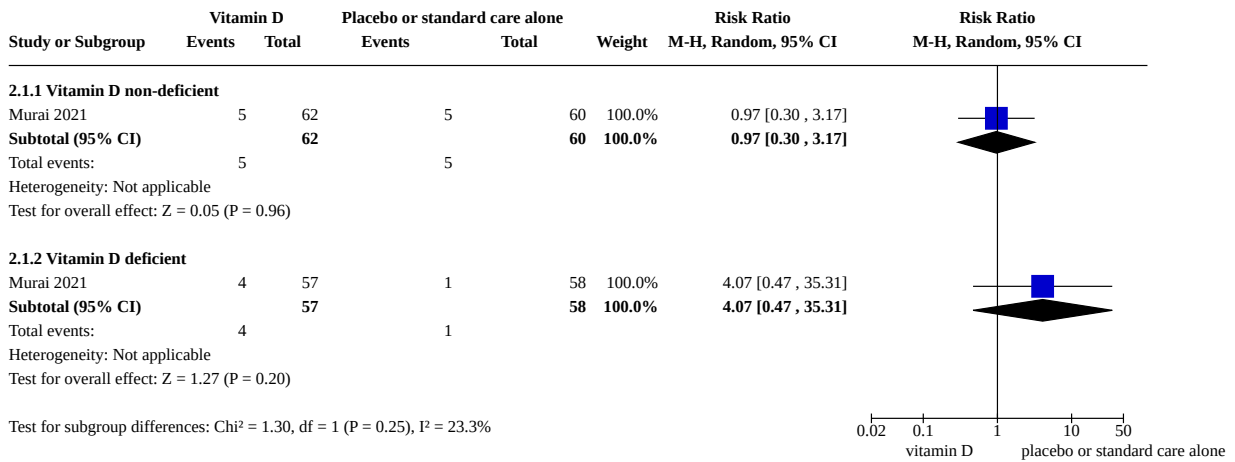 Vitamin D Placebo or standard care alone Risk Ratio Risk Ratio
Study or Subgroup Events Total Events Total Weight M-H, Random, 95% CI M-H, Random, 95% CI
2.1.1 Vitamin D non-deficient
Murai 2021 5 62 5 60 100.0% 0.97 [0.30 , 3.17]
Subtotal (95% CI) 62 60 100.0% 0.97 [0.30 , 3.17]
Total events: 5 5
Heterogeneity: Not applicable
Test for overall effect: Z = 0.05 (P = 0.96)
2.1.2 Vitamin D deficient
Murai 2021 4 57 1 58 100.0% 4.07 [0.47 , 35.31]
Subtotal (95% CI) 57 58 100.0% 4.07 [0.47 , 35.31]
Total events: 4 1
Heterogeneity: Not applicable
Test for overall effect: Z = 1.27 (P = 0.20)
Test for subgroup differences: Chi² = 1.30, df = 1 (P = 0.25), I² = 23.3%
0.02 0.1 1 10 50
vitamin D placebo or standard care alone